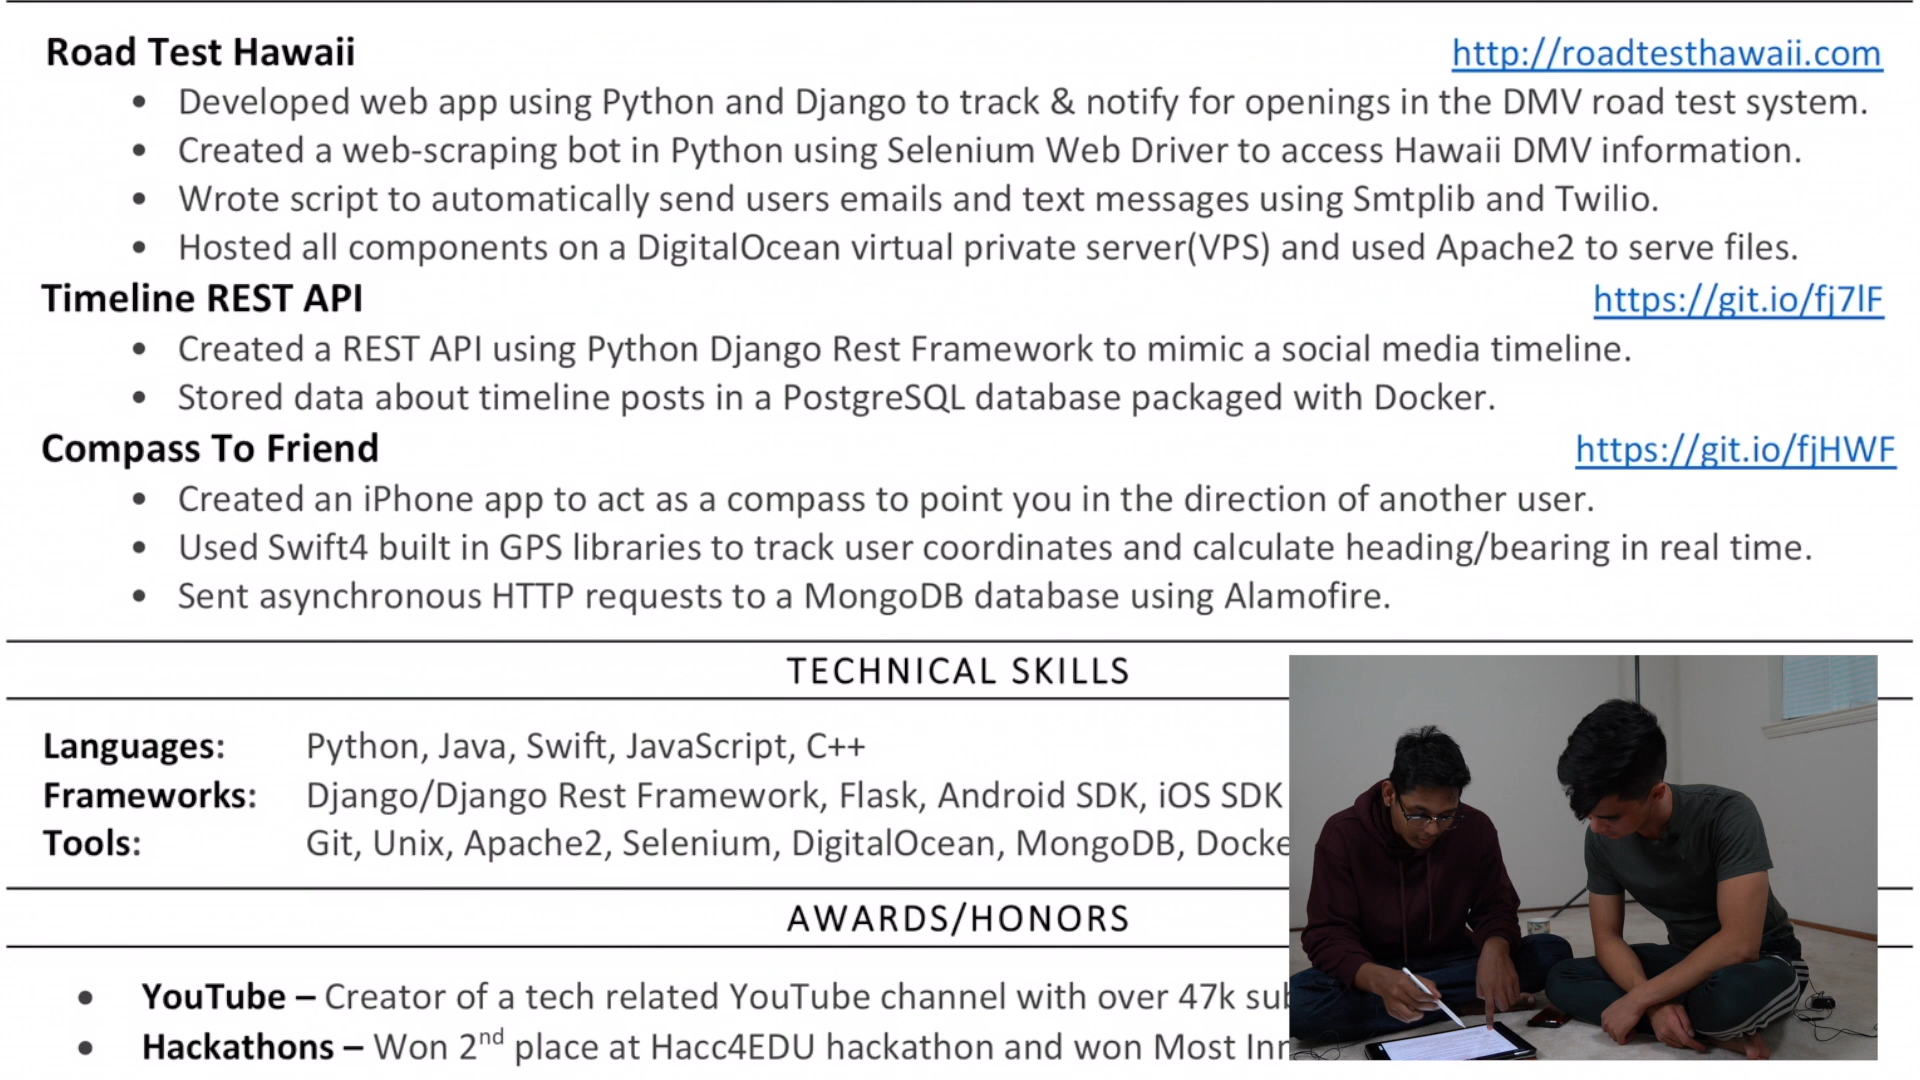 Road Test Hawaii http://roadtesthawaii.com
• Developed web app using Python and Django to track & notify for openings in the DMV road test system.
• Created a web-scraping bot in Python using Selenium Web Driver to access Hawaii DMV information.
• Wrote script to automatically send users emails and text messages using Smtplib and Twilio.
• Hosted all components on a DigitalOcean virtual private server(VPS) and used Apache2 to serve files.
Timeline REST API https://git.io/fj7lF
• Created a REST API using Python Django Rest Framework to mimic a social media timeline.
• Stored data about timeline posts in a PostgreSQL database packaged with Docker.
Compass To Friend https://git.io/fjHWF
• Created an iPhone app to act as a compass to point you in the direction of another user.
• Used Swift4 built in GPS libraries to track user coordinates and calculate heading/bearing in real time.
• Sent asynchronous HTTP requests to a MongoDB database using Alamofire.
TECHNICAL SKILLS
Languages: Python, Java, Swift, JavaScript, C++
Frameworks: Django/Django Rest Framework, Flask, Android SDK, iOS SDK
Tools: Git, Unix, Apache2, Selenium, DigitalOcean, MongoDB, Docke
AWARDS/HONORS
• YouTube – Creator of a tech related YouTube channel with over 47k
• Hackathons – Won 2nd place at Hacc4EDU hackathon and won Most